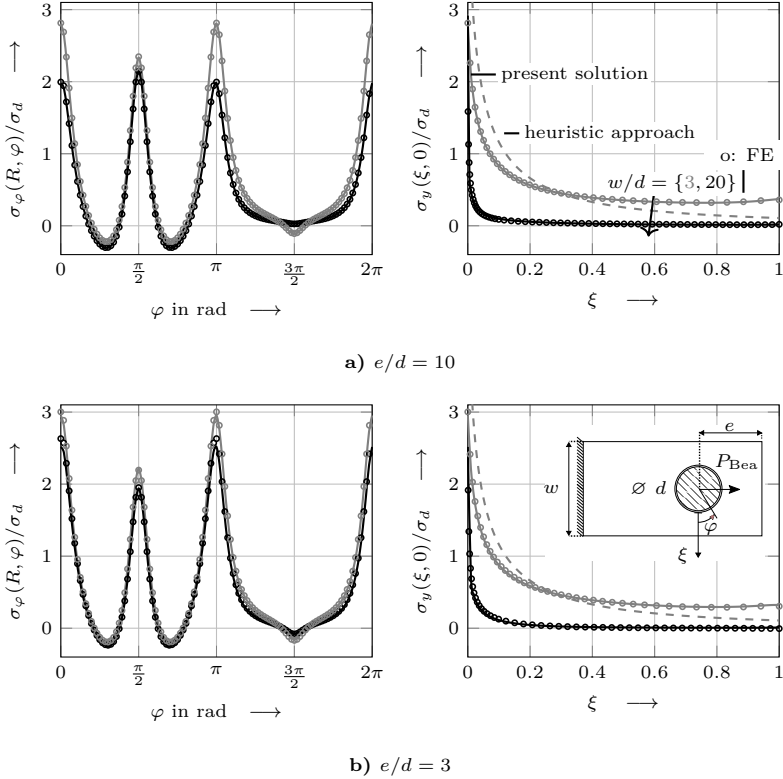 3
2
1
0
σφ(R, φ)/σd ⟶
0
π/2
π
3π/2
2π
φ in rad ⟶
3
2
1
0
σy(ξ, 0)/σd ⟶
present solution
heuristic approach
o: FE
w/d = {3, 20}
0
0.2
0.4
0.6
0.8
1
ξ ⟶
a) e/d = 10
3
2
1
0
σφ(R, φ)/σd ⟶
0
π/2
π
3π/2
2π
φ in rad ⟶
3
2
1
0
σy(ξ, 0)/σd ⟶
e
PBea
w
∅ d
φ
ξ
0
0.2
0.4
0.6
0.8
1
ξ ⟶
b) e/d = 3